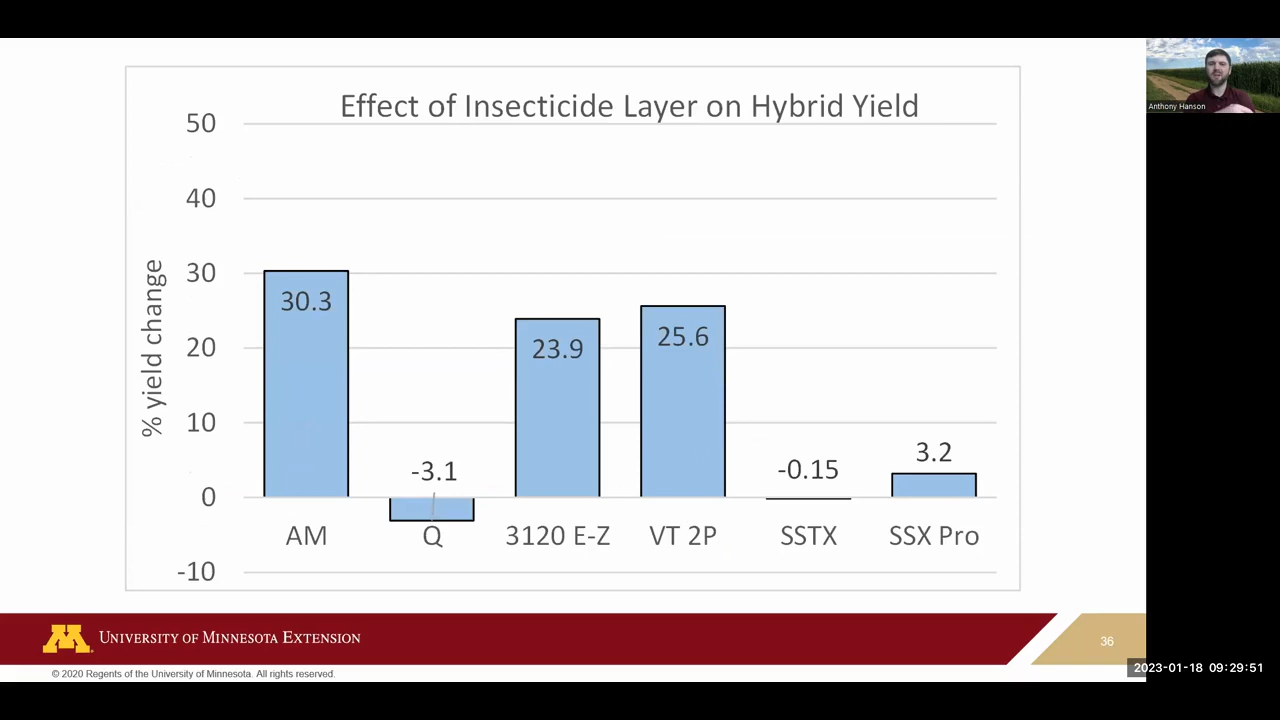 Effect of Insecticide Layer on Hybrid Yield
% yield change
50
40
30
20
10
0
-10
30.3
-3.1
23.9
25.6
-0.15
3.2
AM
Q
3120 E-Z
VT 2P
SSTX
SSX Pro
Anthony Hanson
UNIVERSITY OF MINNESOTA EXTENSION
36
© 2020 Regents of the University of Minnesota. All rights reserved.
2023-01-18 09:29:51